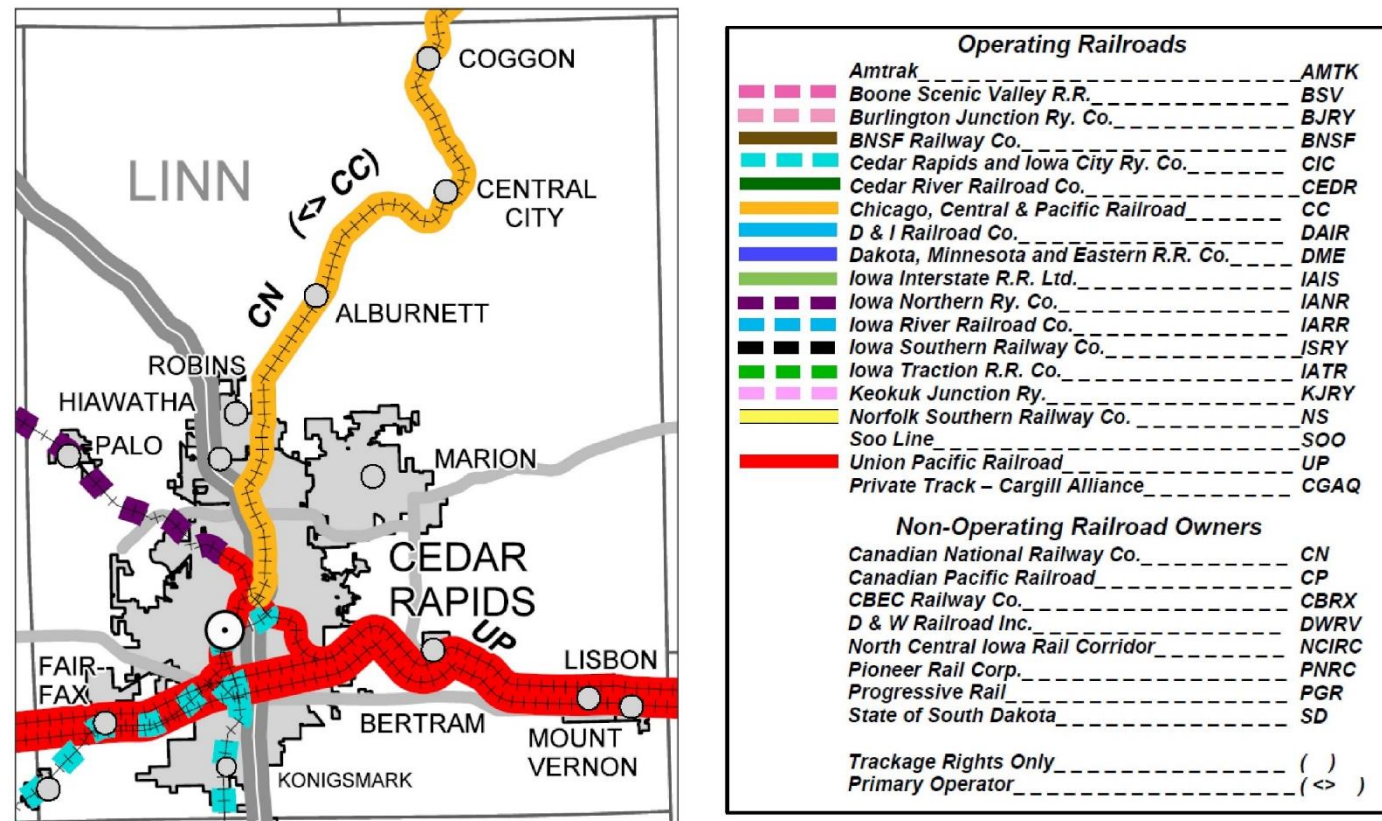 COGGON
LINN
(<> CC)
CENTRAL
CITY
CN
ALBURNETT
ROBINS
HIAWATHA
PALO
MARION
CEDAR
RAPIDS
UP
FAIR-
FAX
LISBON
BERTRAM
MOUNT
VERNON
KONIGSMARK
Operating Railroads
Amtrak AMTK
Boone Scenic Valley R.R. BSV
Burlington Junction Ry. Co. BJRY
BNSF Railway Co. BNSF
Cedar Rapids and Iowa City Ry. Co. CIC
Cedar River Railroad Co. CEDR
Chicago, Central & Pacific Railroad CC
D & I Railroad Co. DAIR
Dakota, Minnesota and Eastern R.R. Co. DME
Iowa Interstate R.R. Ltd. IAIS
Iowa Northern Ry. Co. IANR
Iowa River Railroad Co. IARR
Iowa Southern Railway Co. ISRY
Iowa Traction R.R. Co. IATR
Keokuk Junction Ry. KJRY
Norfolk Southern Railway Co. NS
Soo Line SOO
Union Pacific Railroad UP
Private Track – Cargill Alliance CGAQ
Non-Operating Railroad Owners
Canadian National Railway Co. CN
Canadian Pacific Railroad CP
CBEC Railway Co. CBRX
D & W Railroad Inc. DWRV
North Central Iowa Rail Corridor NCIRC
Pioneer Rail Corp. PNRC
Progressive Rail PGR
State of South Dakota SD
Trackage Rights Only ( )
Primary Operator ( <> )